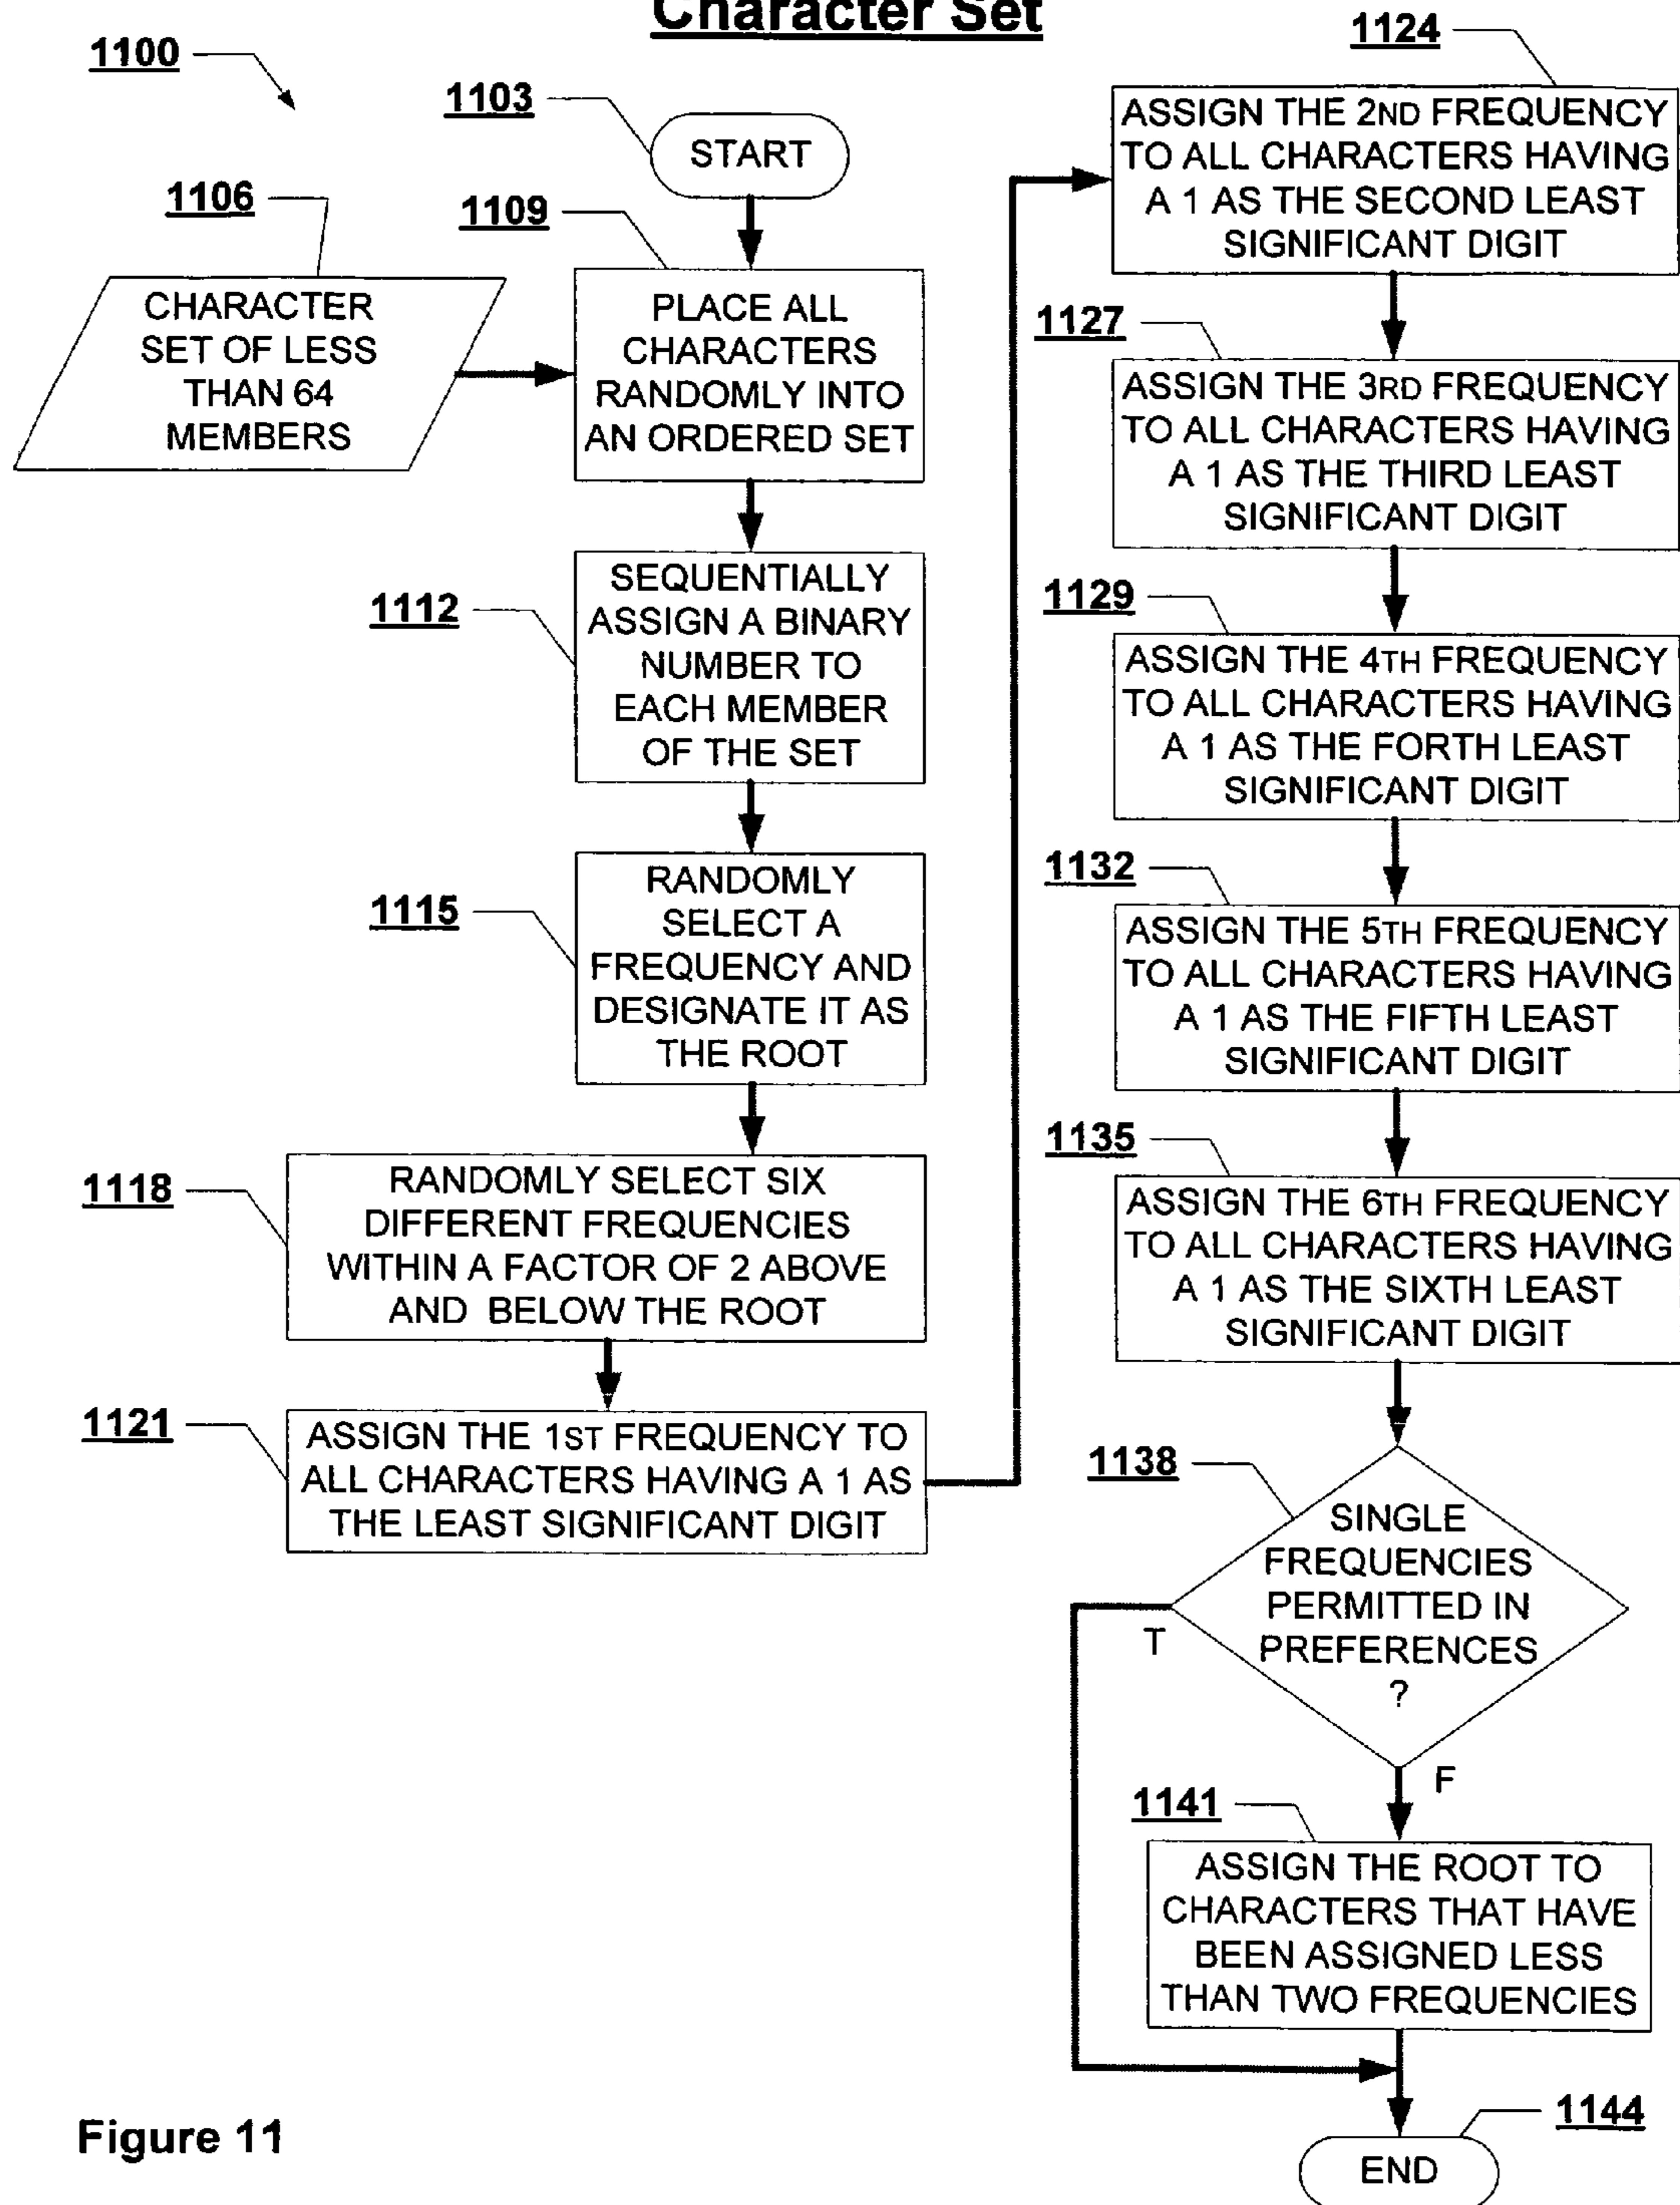 Character Set
1100
1103
START
1106
CHARACTER
SET OF LESS
THAN 64
MEMBERS
1109
PLACE ALL
CHARACTERS
RANDOMLY INTO
AN ORDERED SET
1112
SEQUENTIALLY
ASSIGN A BINARY
NUMBER TO
EACH MEMBER
OF THE SET
1115
RANDOMLY
SELECT A
FREQUENCY AND
DESIGNATE IT AS
THE ROOT
1118
RANDOMLY SELECT SIX
DIFFERENT FREQUENCIES
WITHIN A FACTOR OF 2 ABOVE
AND BELOW THE ROOT
1121
ASSIGN THE 1ST FREQUENCY TO
ALL CHARACTERS HAVING A 1 AS
THE LEAST SIGNIFICANT DIGIT
1124
ASSIGN THE 2ND FREQUENCY
TO ALL CHARACTERS HAVING
A 1 AS THE SECOND LEAST
SIGNIFICANT DIGIT
1127
ASSIGN THE 3RD FREQUENCY
TO ALL CHARACTERS HAVING
A 1 AS THE THIRD LEAST
SIGNIFICANT DIGIT
1129
ASSIGN THE 4TH FREQUENCY
TO ALL CHARACTERS HAVING
A 1 AS THE FORTH LEAST
SIGNIFICANT DIGIT
1132
ASSIGN THE 5TH FREQUENCY
TO ALL CHARACTERS HAVING
A 1 AS THE FIFTH LEAST
SIGNIFICANT DIGIT
1135
ASSIGN THE 6TH FREQUENCY
TO ALL CHARACTERS HAVING
A 1 AS THE SIXTH LEAST
SIGNIFICANT DIGIT
1138
SINGLE
FREQUENCIES
PERMITTED IN
PREFERENCES
?
T
F
1141
ASSIGN THE ROOT TO
CHARACTERS THAT HAVE
BEEN ASSIGNED LESS
THAN TWO FREQUENCIES
1144
END
Figure 11